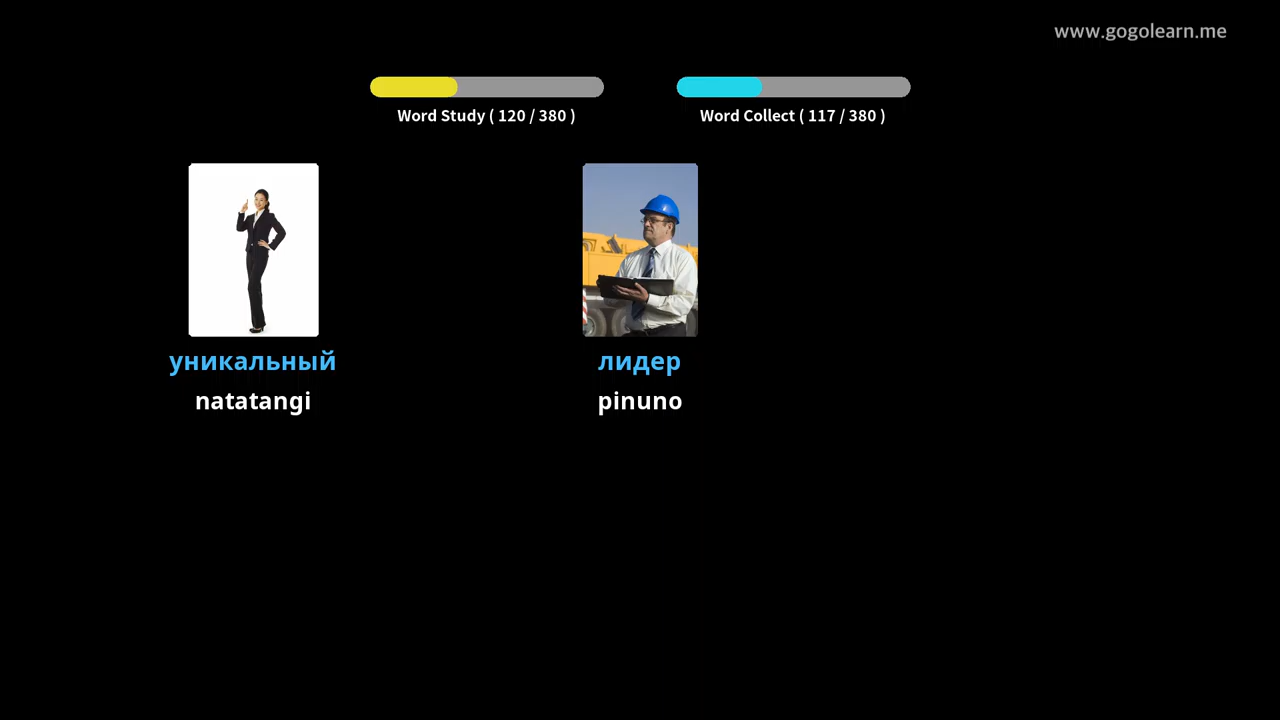 www.gogolearn.me
Word Study ( 120 / 380 )
Word Collect ( 117 / 380 )
уникальный
natatangi
лидер
pinuno